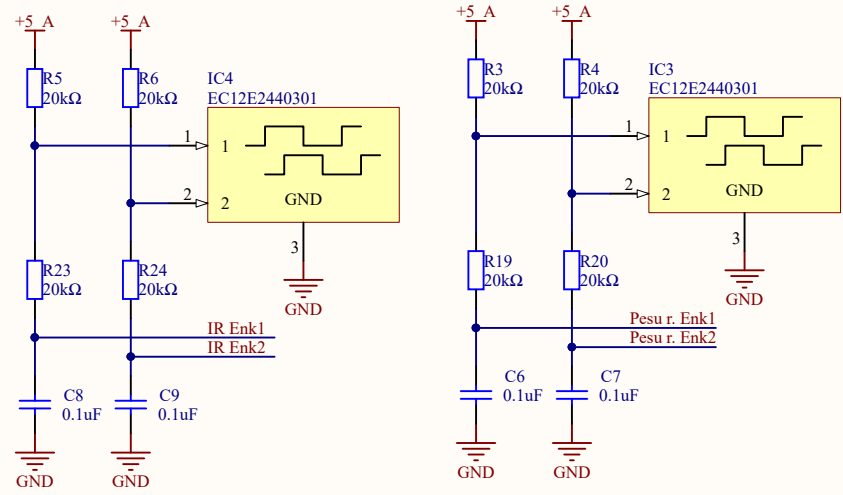 +5_A
+5_A
R5
20kΩ
R6
20kΩ
IC4
EC12E2440301
1
1
2
2
GND
3
GND
R23
20kΩ
R24
20kΩ
IR Enk1
IR Enk2
C8
0.1uF
C9
0.1uF
GND
GND
+5_A
+5_A
R3
20kΩ
R4
20kΩ
IC3
EC12E2440301
1
1
2
2
GND
3
GND
R19
20kΩ
R20
20kΩ
Pesu r. Enk1
Pesu r. Enk2
C6
0.1uF
C7
0.1uF
GND
GND